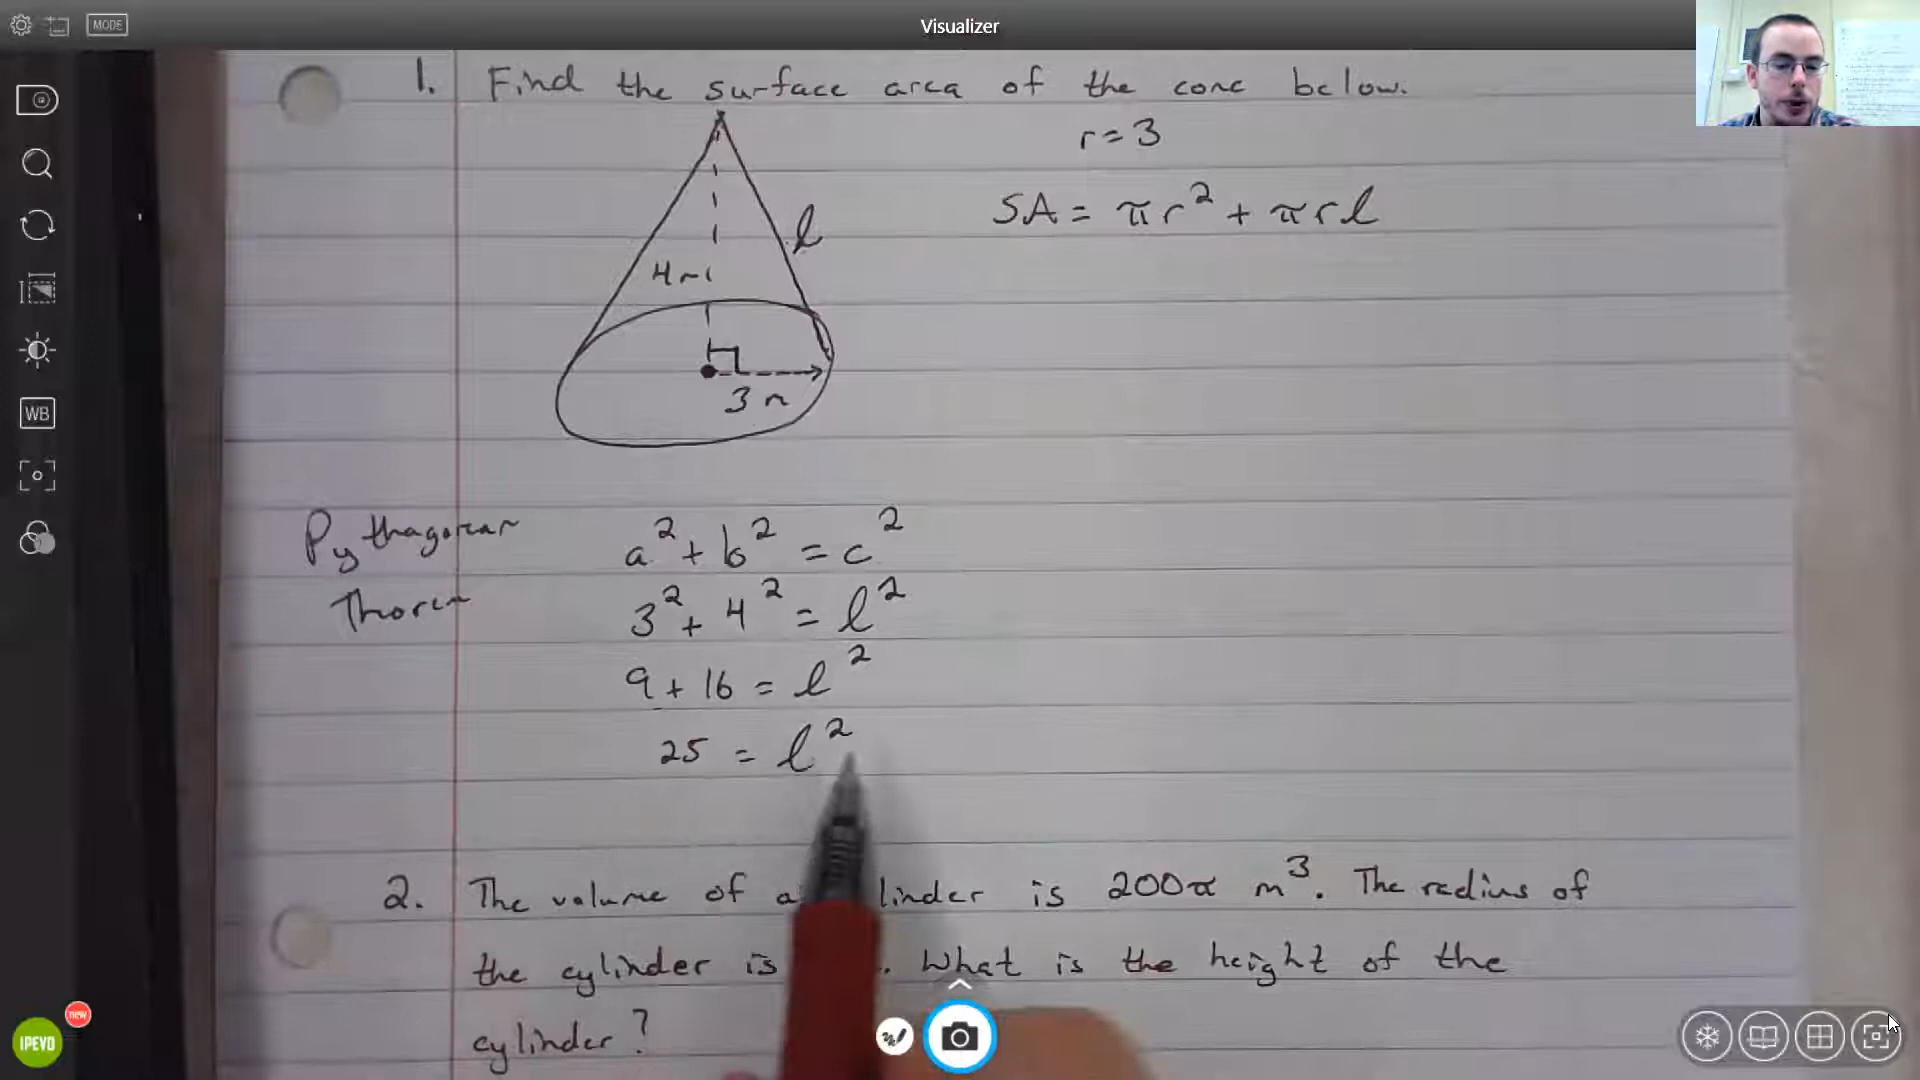 MODE
Visualizer
1. Find the surface area of the cone below.
r = 3
SA = πr² + πrl
l
4m
3 m
Pythagorean
a² + b² = c²
3² + 4² = l²
9 + 16 = l²
25 = l²
2. The volume of a linder is 200π m³. The radius of
the cylinder is . What is the height of the
cylinder?
WB
new
IPEVO